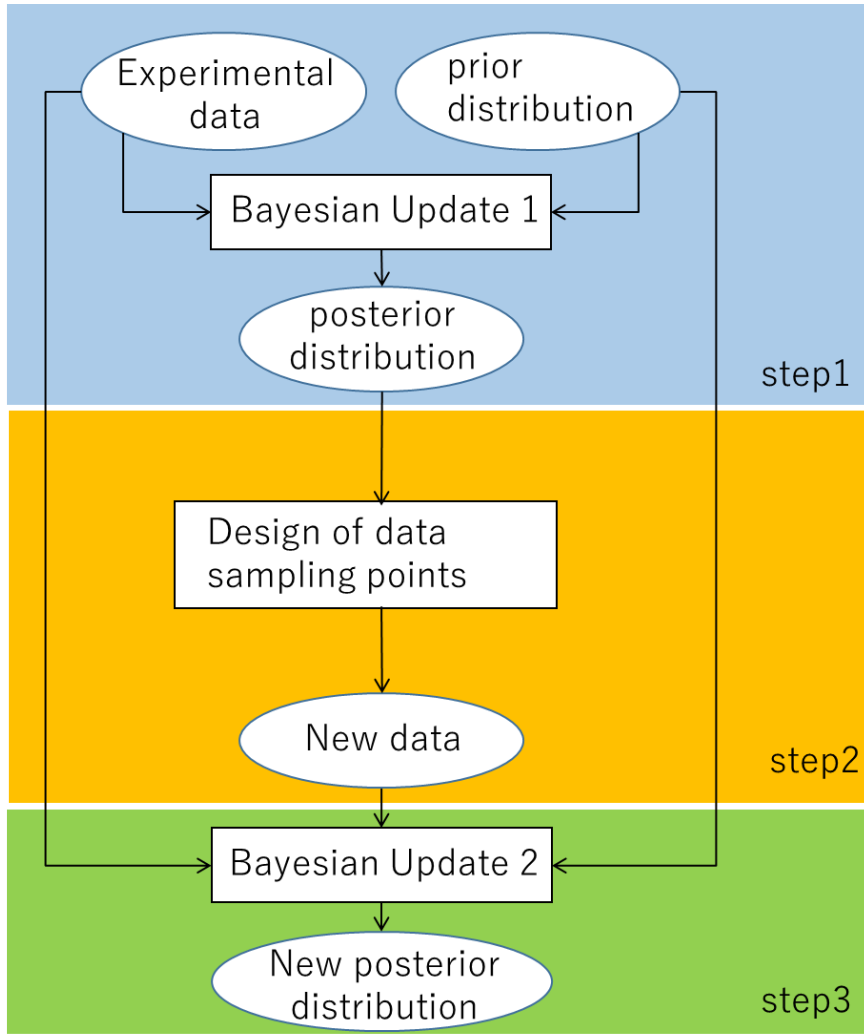 Experimental
data
prior
distribution
Bayesian Update 1
posterior
distribution
step1
Design of data
sampling points
New data
step2
Bayesian Update 2
New posterior
distribution
step3